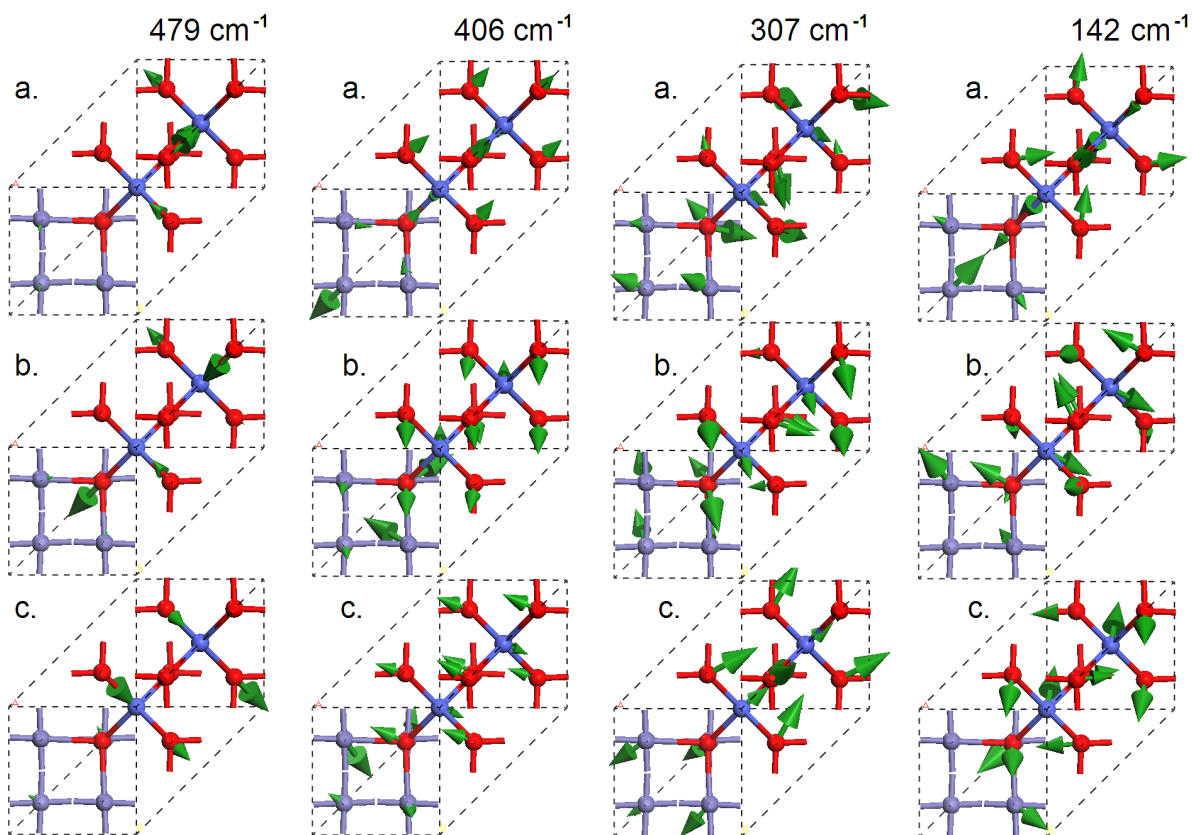 479 cm⁻¹ 406 cm⁻¹ 307 cm⁻¹ 142 cm⁻¹
a. a. a. a.
b. b. b. b.
c. c. c. c.